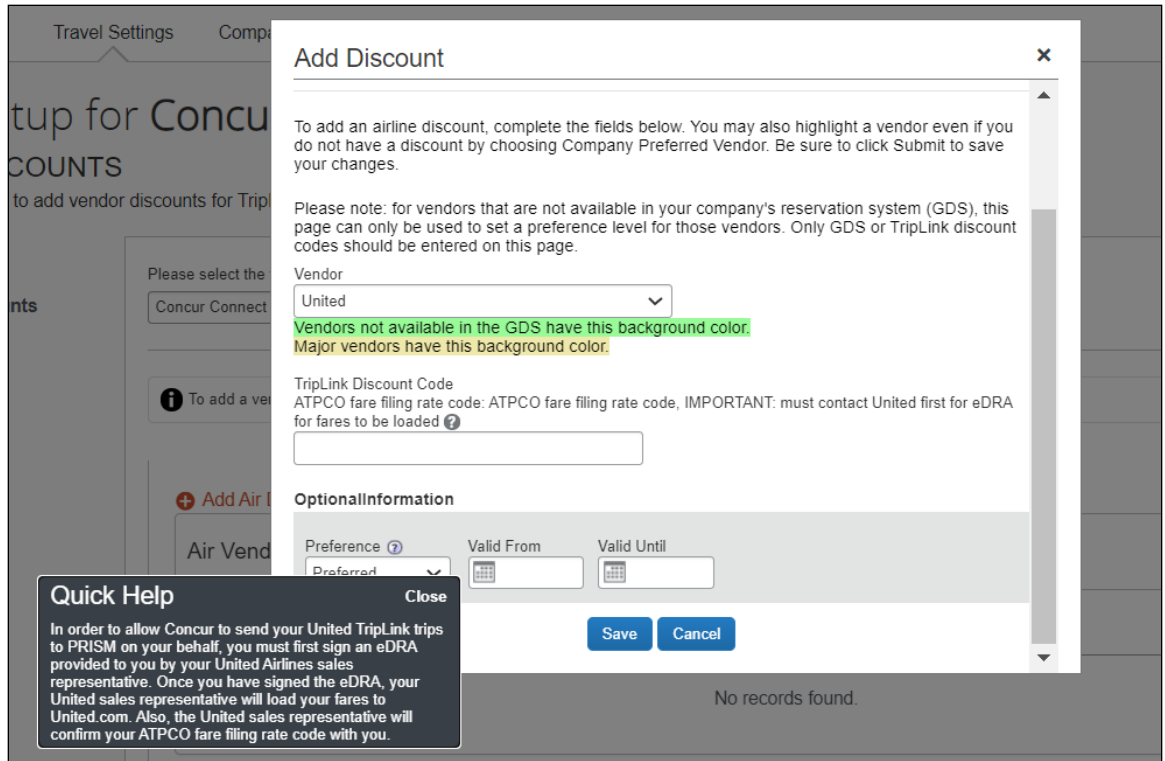 Travel Settings
Compa
tup for Concu
COUNTS
to add vendor discounts for Tripl
nts
Please select the
Concur Connect
To add a ver
Add Air D
Air Vend
No records found.
Add Discount
To add an airline discount, complete the fields below. You may also highlight a vendor even if you
do not have a discount by choosing Company Preferred Vendor. Be sure to click Submit to save
your changes.
Please note: for vendors that are not available in your company's reservation system (GDS), this
page can only be used to set a preference level for those vendors. Only GDS or TripLink discount
codes should be entered on this page.
Vendor
United
Vendors not available in the GDS have this background color.
Major vendors have this background color.
TripLink Discount Code
ATPCO fare filing rate code: ATPCO fare filing rate code, IMPORTANT: must contact United first for eDRA
for fares to be loaded ?
OptionalInformation
Preference ? Valid From Valid Until
Preferred
Save Cancel
Quick Help Close
In order to allow Concur to send your United TripLink trips
to PRISM on your behalf, you must first sign an eDRA
provided to you by your United Airlines sales
representative. Once you have signed the eDRA, your
United sales representative will load your fares to
United.com. Also, the United sales representative will
confirm your ATPCO fare filing rate code with you.